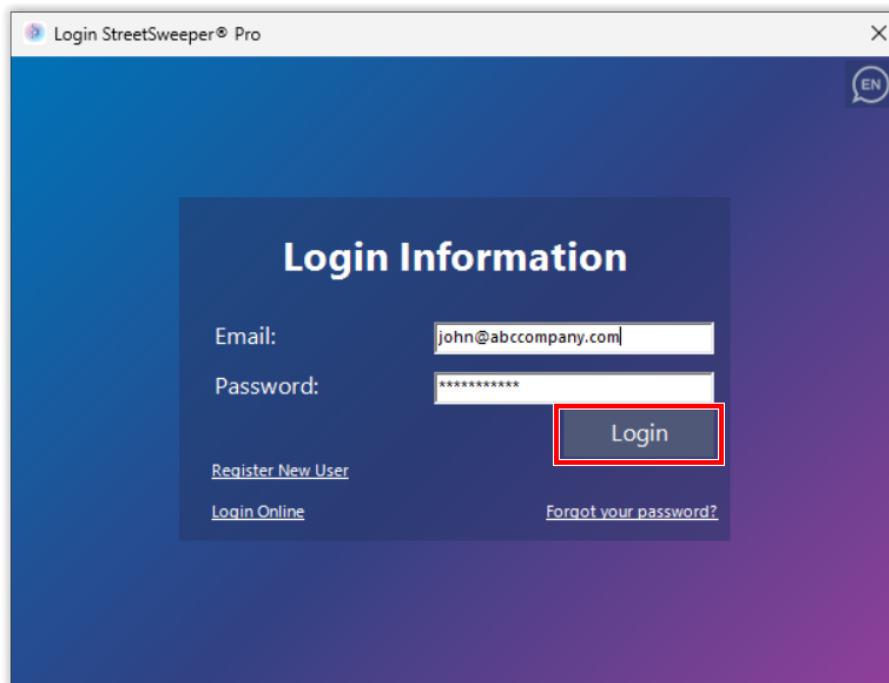 Login StreetSweeper® Pro
EN
Login Information
Email: john@abccompany.com
Password: ***********
Login
Register New User
Login Online Forgot your password?